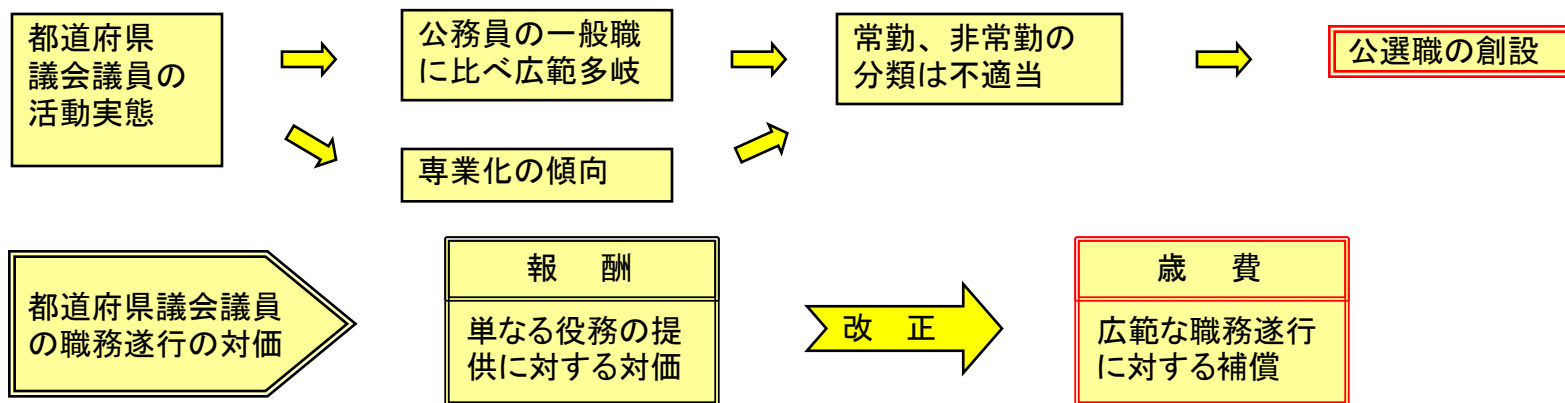 都道府県
議会議員の
活動実態
公務員の一般職
に比べ広範多岐
専業化の傾向
常勤、非常勤の
分類は不適当
公選職の創設
都道府県議会議員
の職務遂行の対価
報 酬
単なる役務の提
供に対する対価
改 正
歳 費
広範な職務遂行
に対する補償